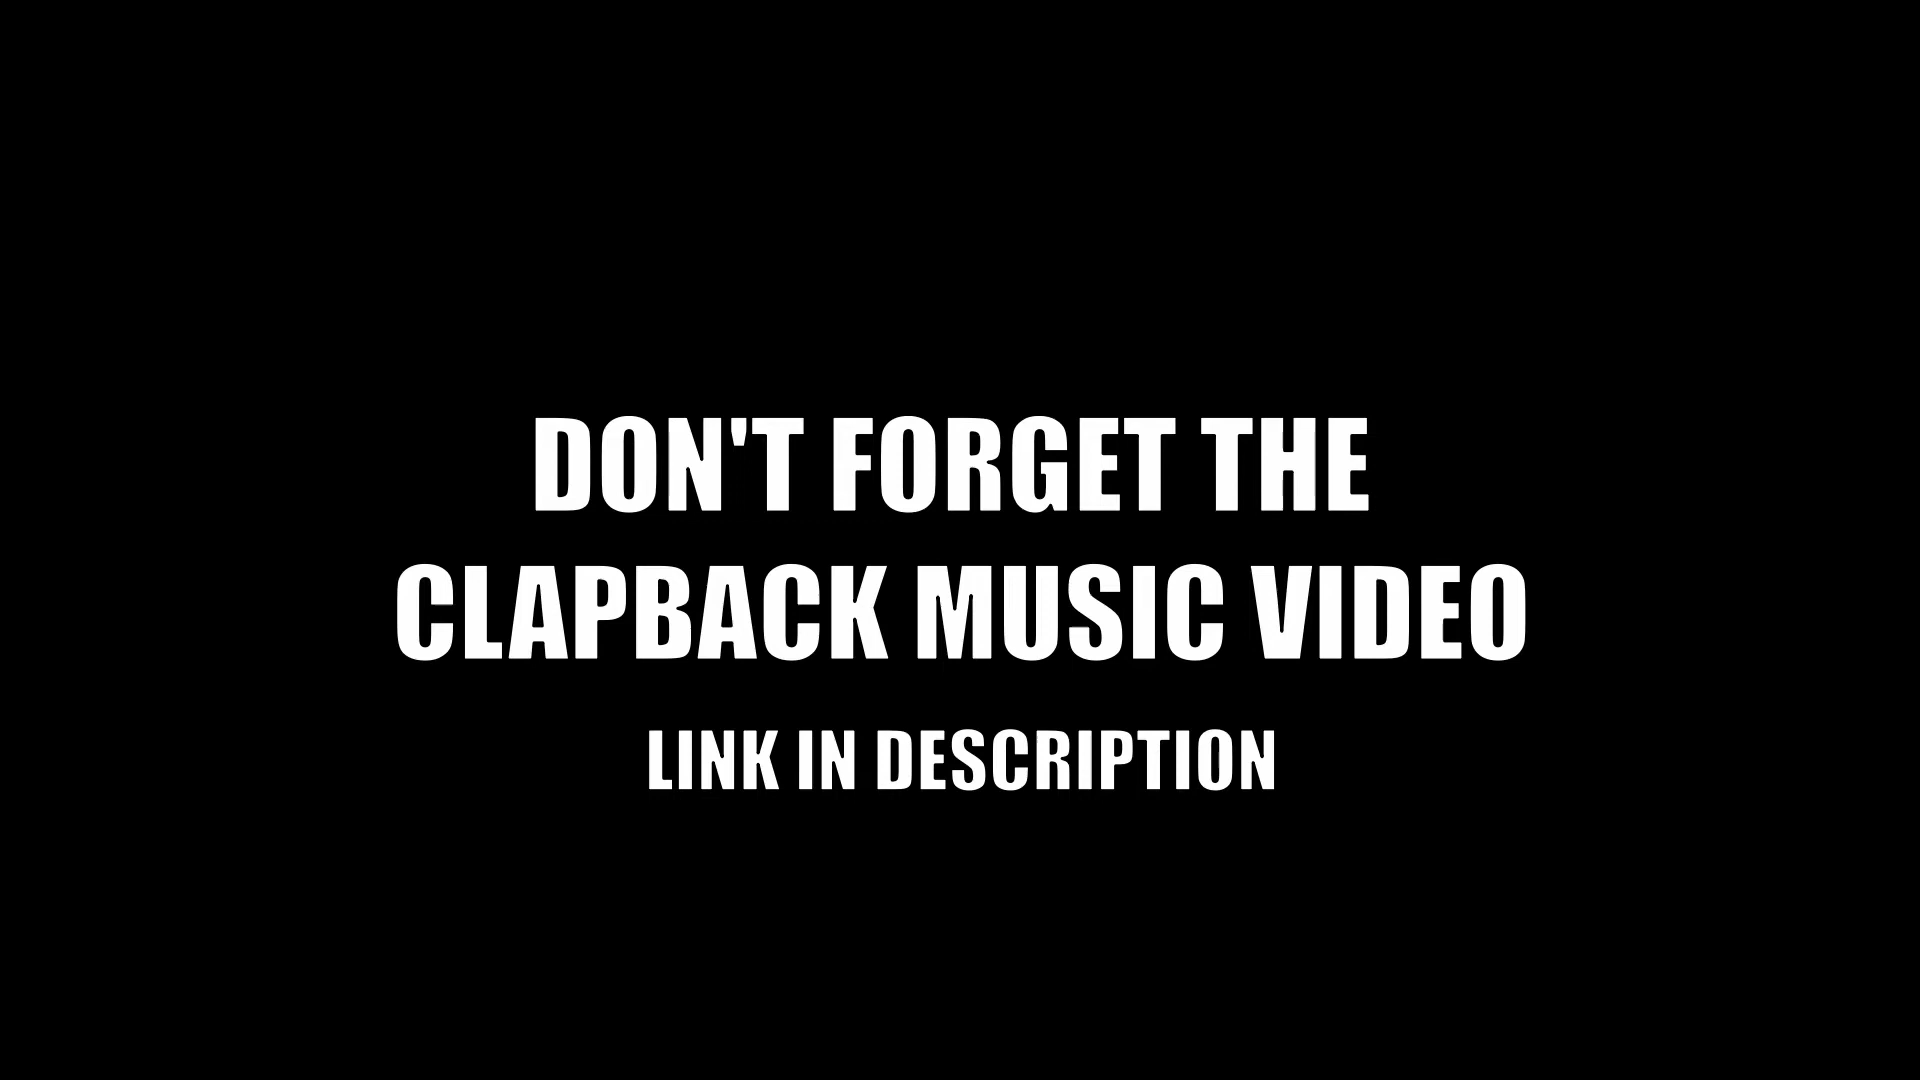 DON'T FORGET THE
CLAPBACK MUSIC VIDEO
LINK IN DESCRIPTION